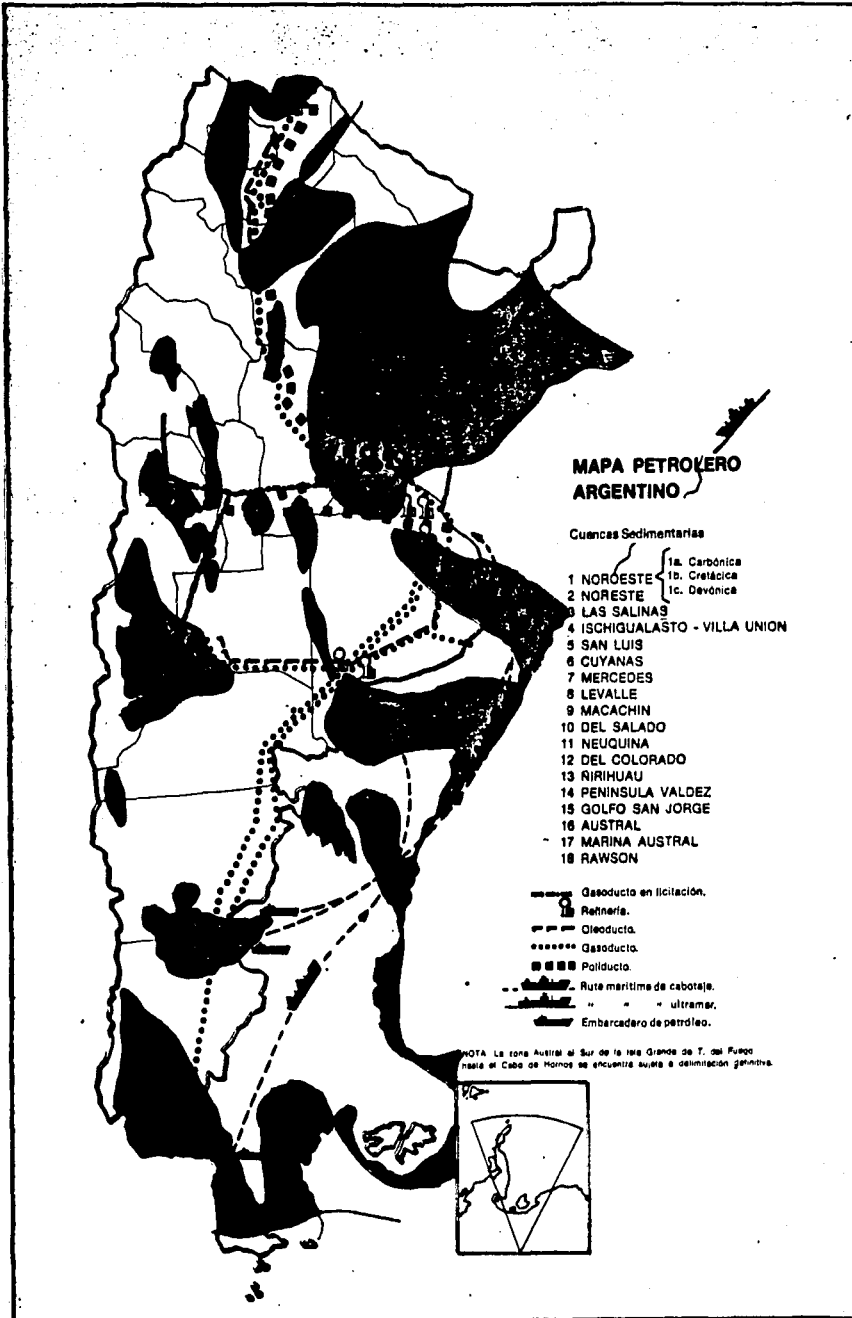 MAPA PETROLERO
ARGENTINO
Cuencas Sedimentarias
1 NOROESTE
2 NORESTE
1a. Carbónica
1b. Cretácica
1c. Devónica
3 LAS SALINAS
4 ISCHIGUALASTO - VILLA UNION
5 SAN LUIS
6 CUYANAS
7 MERCEDES
8 LEVALLE
9 MACACHIN
10 DEL SALADO
11 NEUQUINA
12 DEL COLORADO
13 ÑIRIHUAU
14 PENINSULA VALDEZ
15 GOLFO SAN JORGE
16 AUSTRAL
17 MARINA AUSTRAL
18 RAWSON
Gasoducto en licitación.
Refinería.
Oleoducto.
Gasoducto.
Poliducto.
Ruta marítima de cabotaje.
" " " ultramar.
Embarcadero de petróleo.
NOTA La zona Austral al Sur de la Isla Grande de T. del Fuego
hasta el Cabo de Hornos se encuentra sujeta a delimitación definitiva.